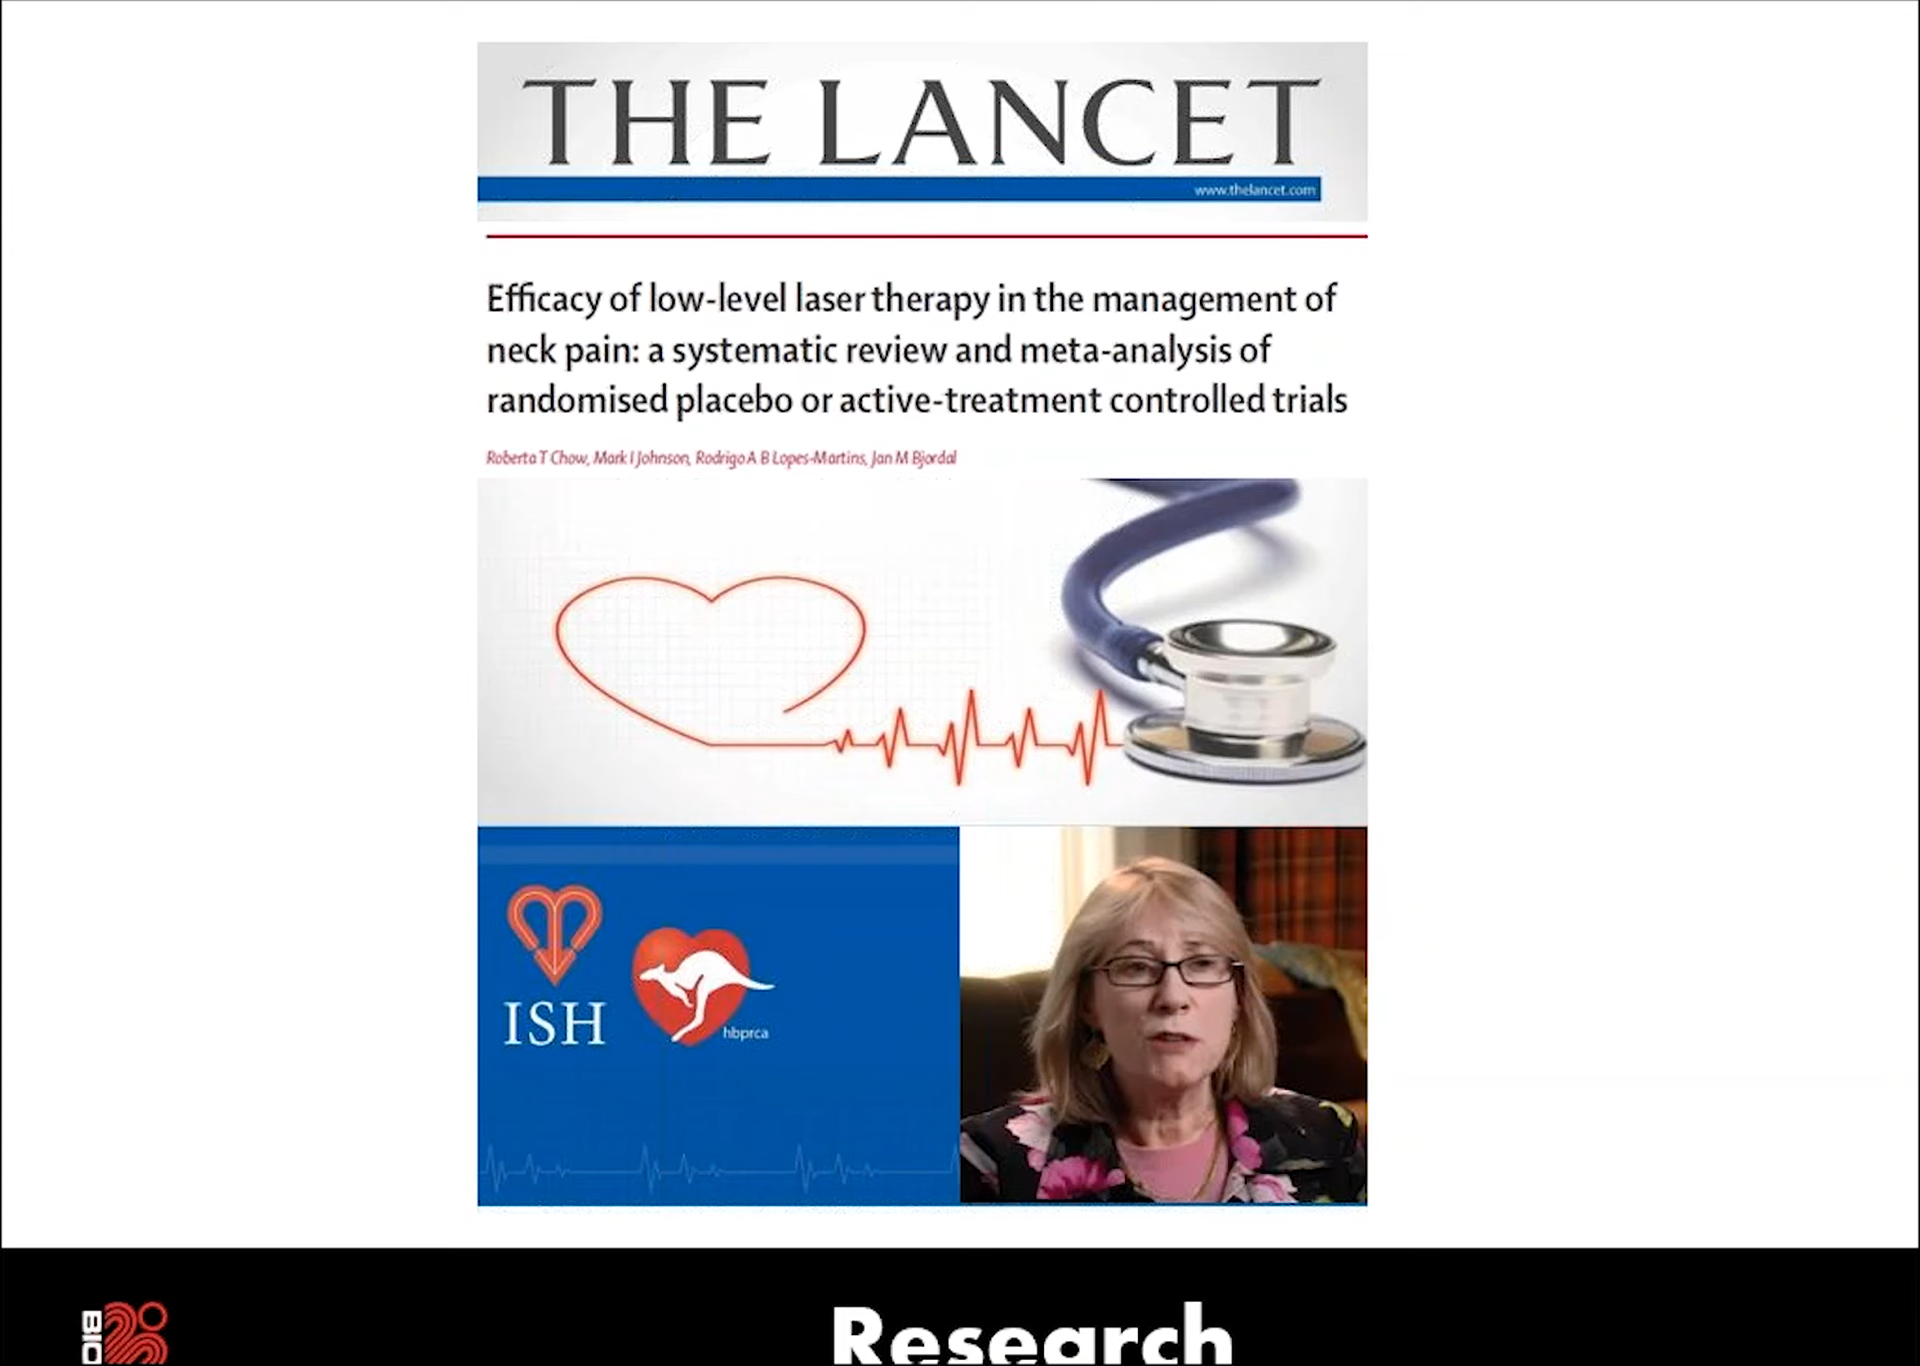 THE LANCET
www.thelancet.com
Efficacy of low-level laser therapy in the management of
neck pain: a systematic review and meta-analysis of
randomised placebo or active-treatment controlled trials
Roberta T Chow, Mark I Johnson, Rodrigo A B Lopes-Martins, Jan M Bjordal
ISH
hbprca
Research